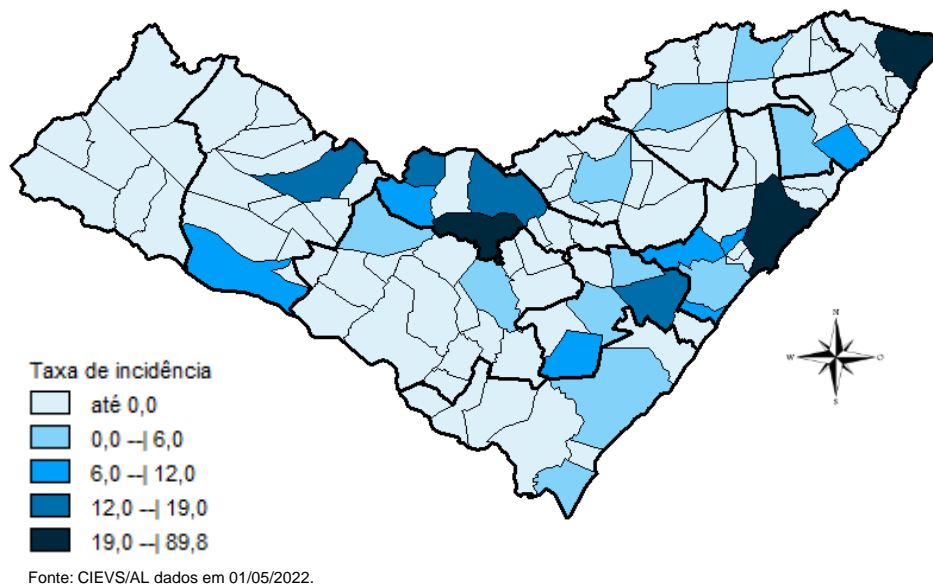 N
W
O
S
Taxa de incidência
até 0,0
0,0 --| 6,0
6,0 --| 12,0
12,0 --| 19,0
19,0 --| 89,8
Fonte: CIEVS/AL dados em 01/05/2022.